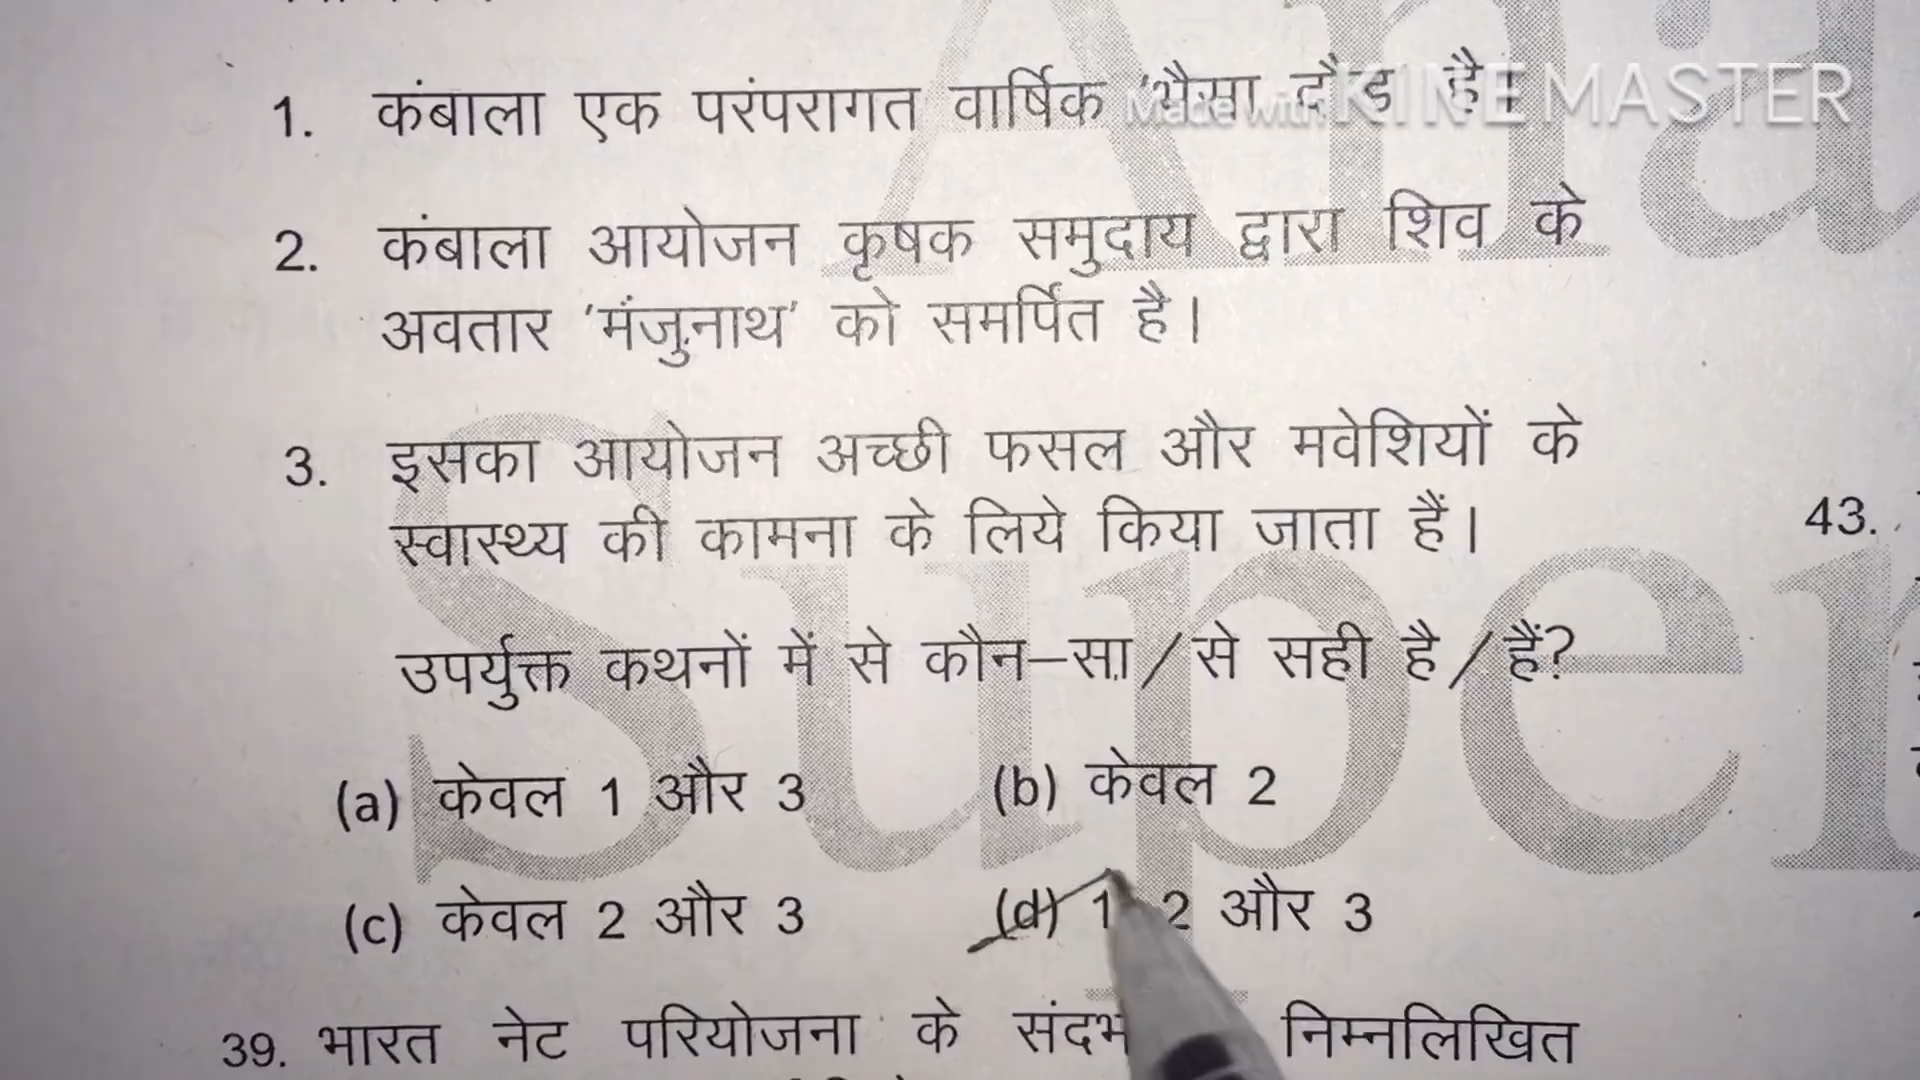 1. कंबाला एक परंपरागत वार्षिक 'भैसा दौड़ है।
Made with KINEMASTER
2. कंबाला आयोजन कृषक समुदाय द्वारा शिव के
अवतार 'मंजुनाथ' को समर्पित है।
3. इसका आयोजन अच्छी फसल और मवेशियों के
स्वास्थ्य की कामना के लिये किया जाता हैं।
उपर्युक्त कथनों में से कौन–सा/से सही है/हैं?
(a) केवल 1 और 3 (b) केवल 2
(c) केवल 2 और 3 (d) 1 2 और 3
39. भारत नेट परियोजना के निम्नलिखित
43.
Super